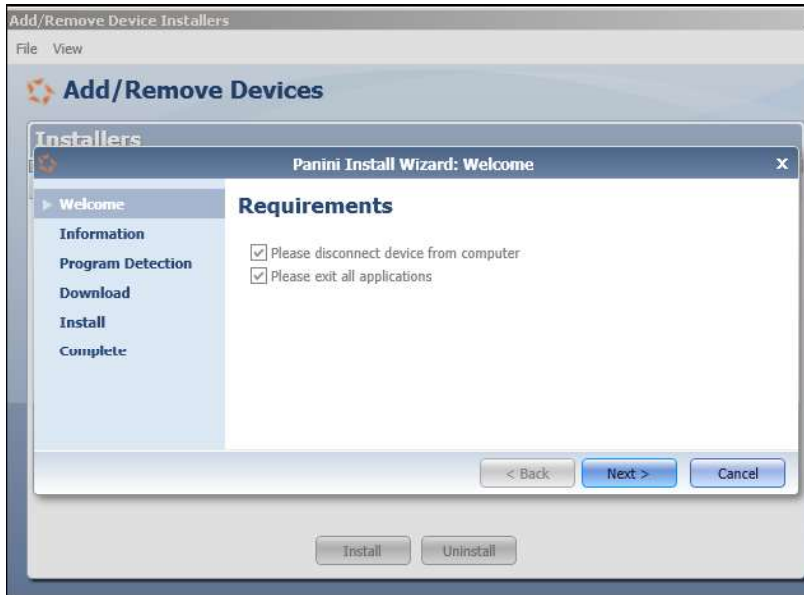 Add/Remove Device Installers
File View
Add/Remove Devices
Installers
Panini Install Wizard: Welcome x
Welcome
Information
Program Detection
Download
Install
Complete
Requirements
Please disconnect device from computer
Please exit all applications
< Back Next > Cancel
Install Uninstall